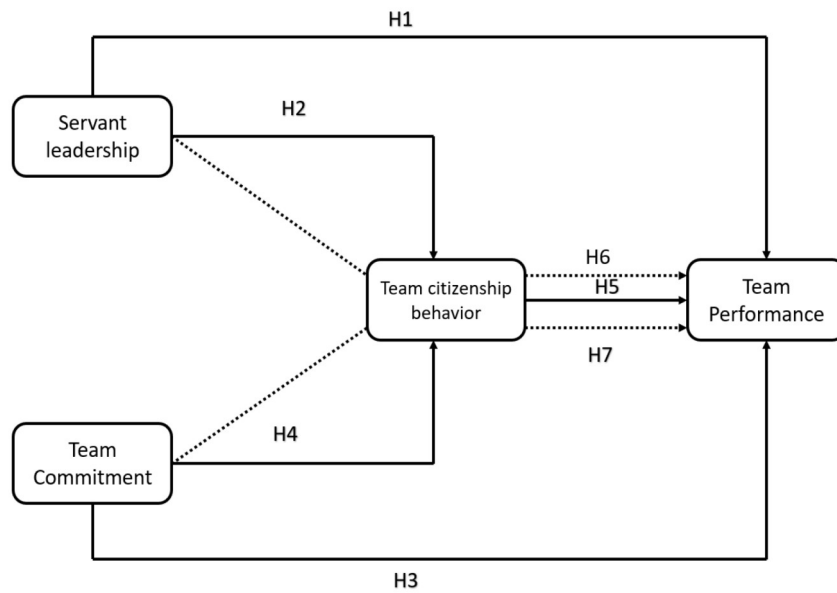 H1
Servant
leadership
H2
Team citizenship
behavior
H6
H5
H7
Team
Performance
Team
Commitment
H4
H3